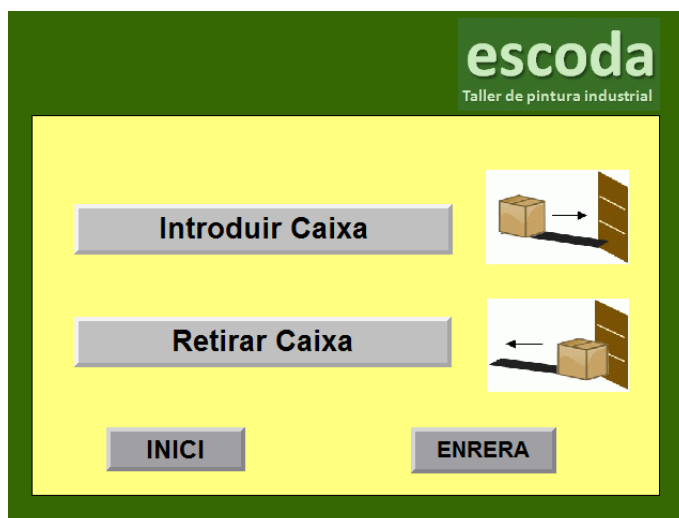 escoda
Taller de pintura industrial
Introduir Caixa
Retirar Caixa
INICI
ENRERA